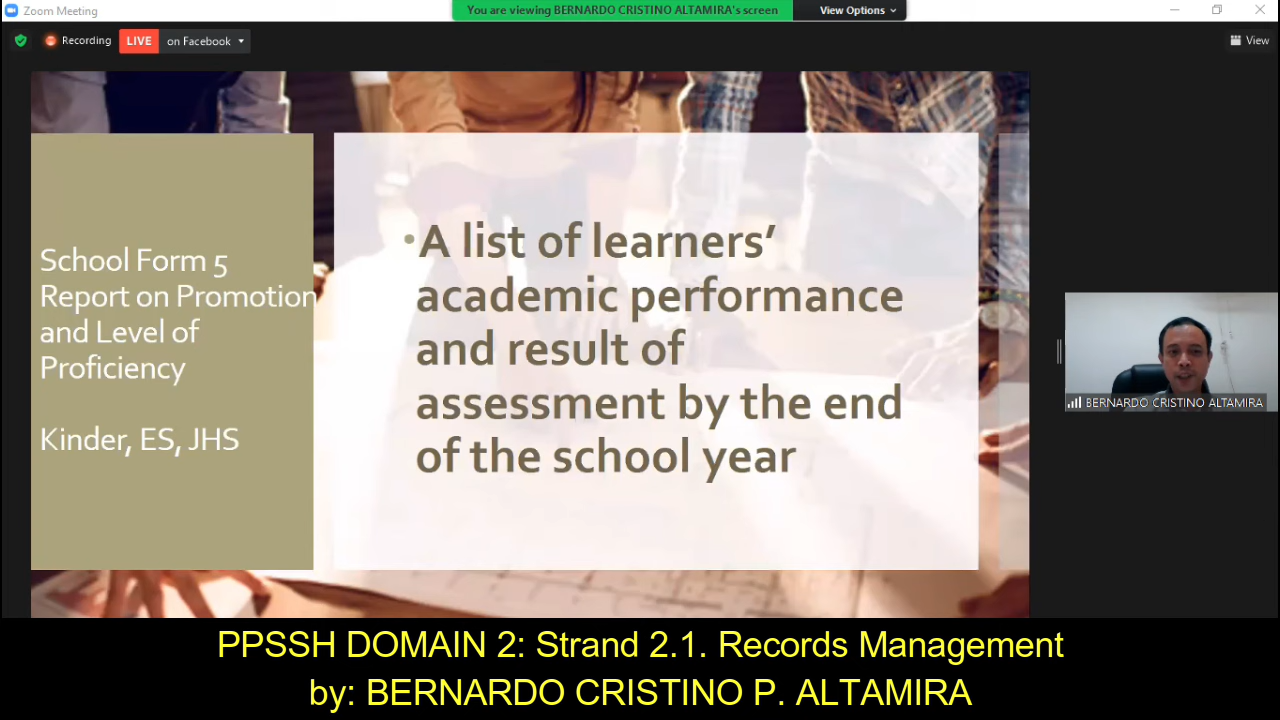 Zoom Meeting
You are viewing BERNARDO CRISTINO ALTAMIRA's screen
View Options
Recording
LIVE
on Facebook
View
School Form 5
Report on Promotion
and Level of
Proficiency
Kinder, ES, JHS
•A list of learners’
academic performance
and result of
assessment by the end
of the school year
BERNARDO CRISTINO ALTAMIRA
PPSSH DOMAIN 2: Strand 2.1. Records Management
by: BERNARDO CRISTINO P. ALTAMIRA